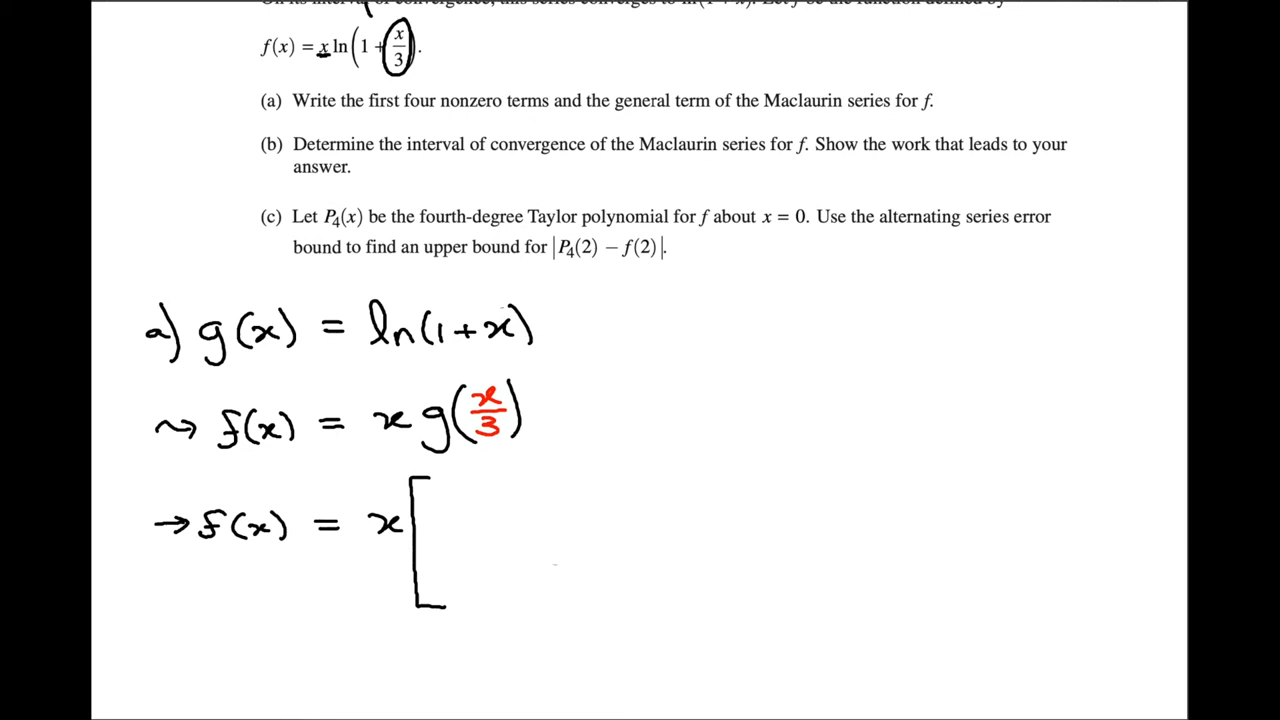 f(x) = x ln(1 + x/3).
(a) Write the first four nonzero terms and the general term of the Maclaurin series for f.
(b) Determine the interval of convergence of the Maclaurin series for f. Show the work that leads to your
answer.
(c) Let P₄(x) be the fourth-degree Taylor polynomial for f about x = 0. Use the alternating series error
bound to find an upper bound for |P₄(2) − f(2)|.
a) g(x) = ln(1+x)
⇝ f(x) = x g(x/3)
→ f(x) = x [